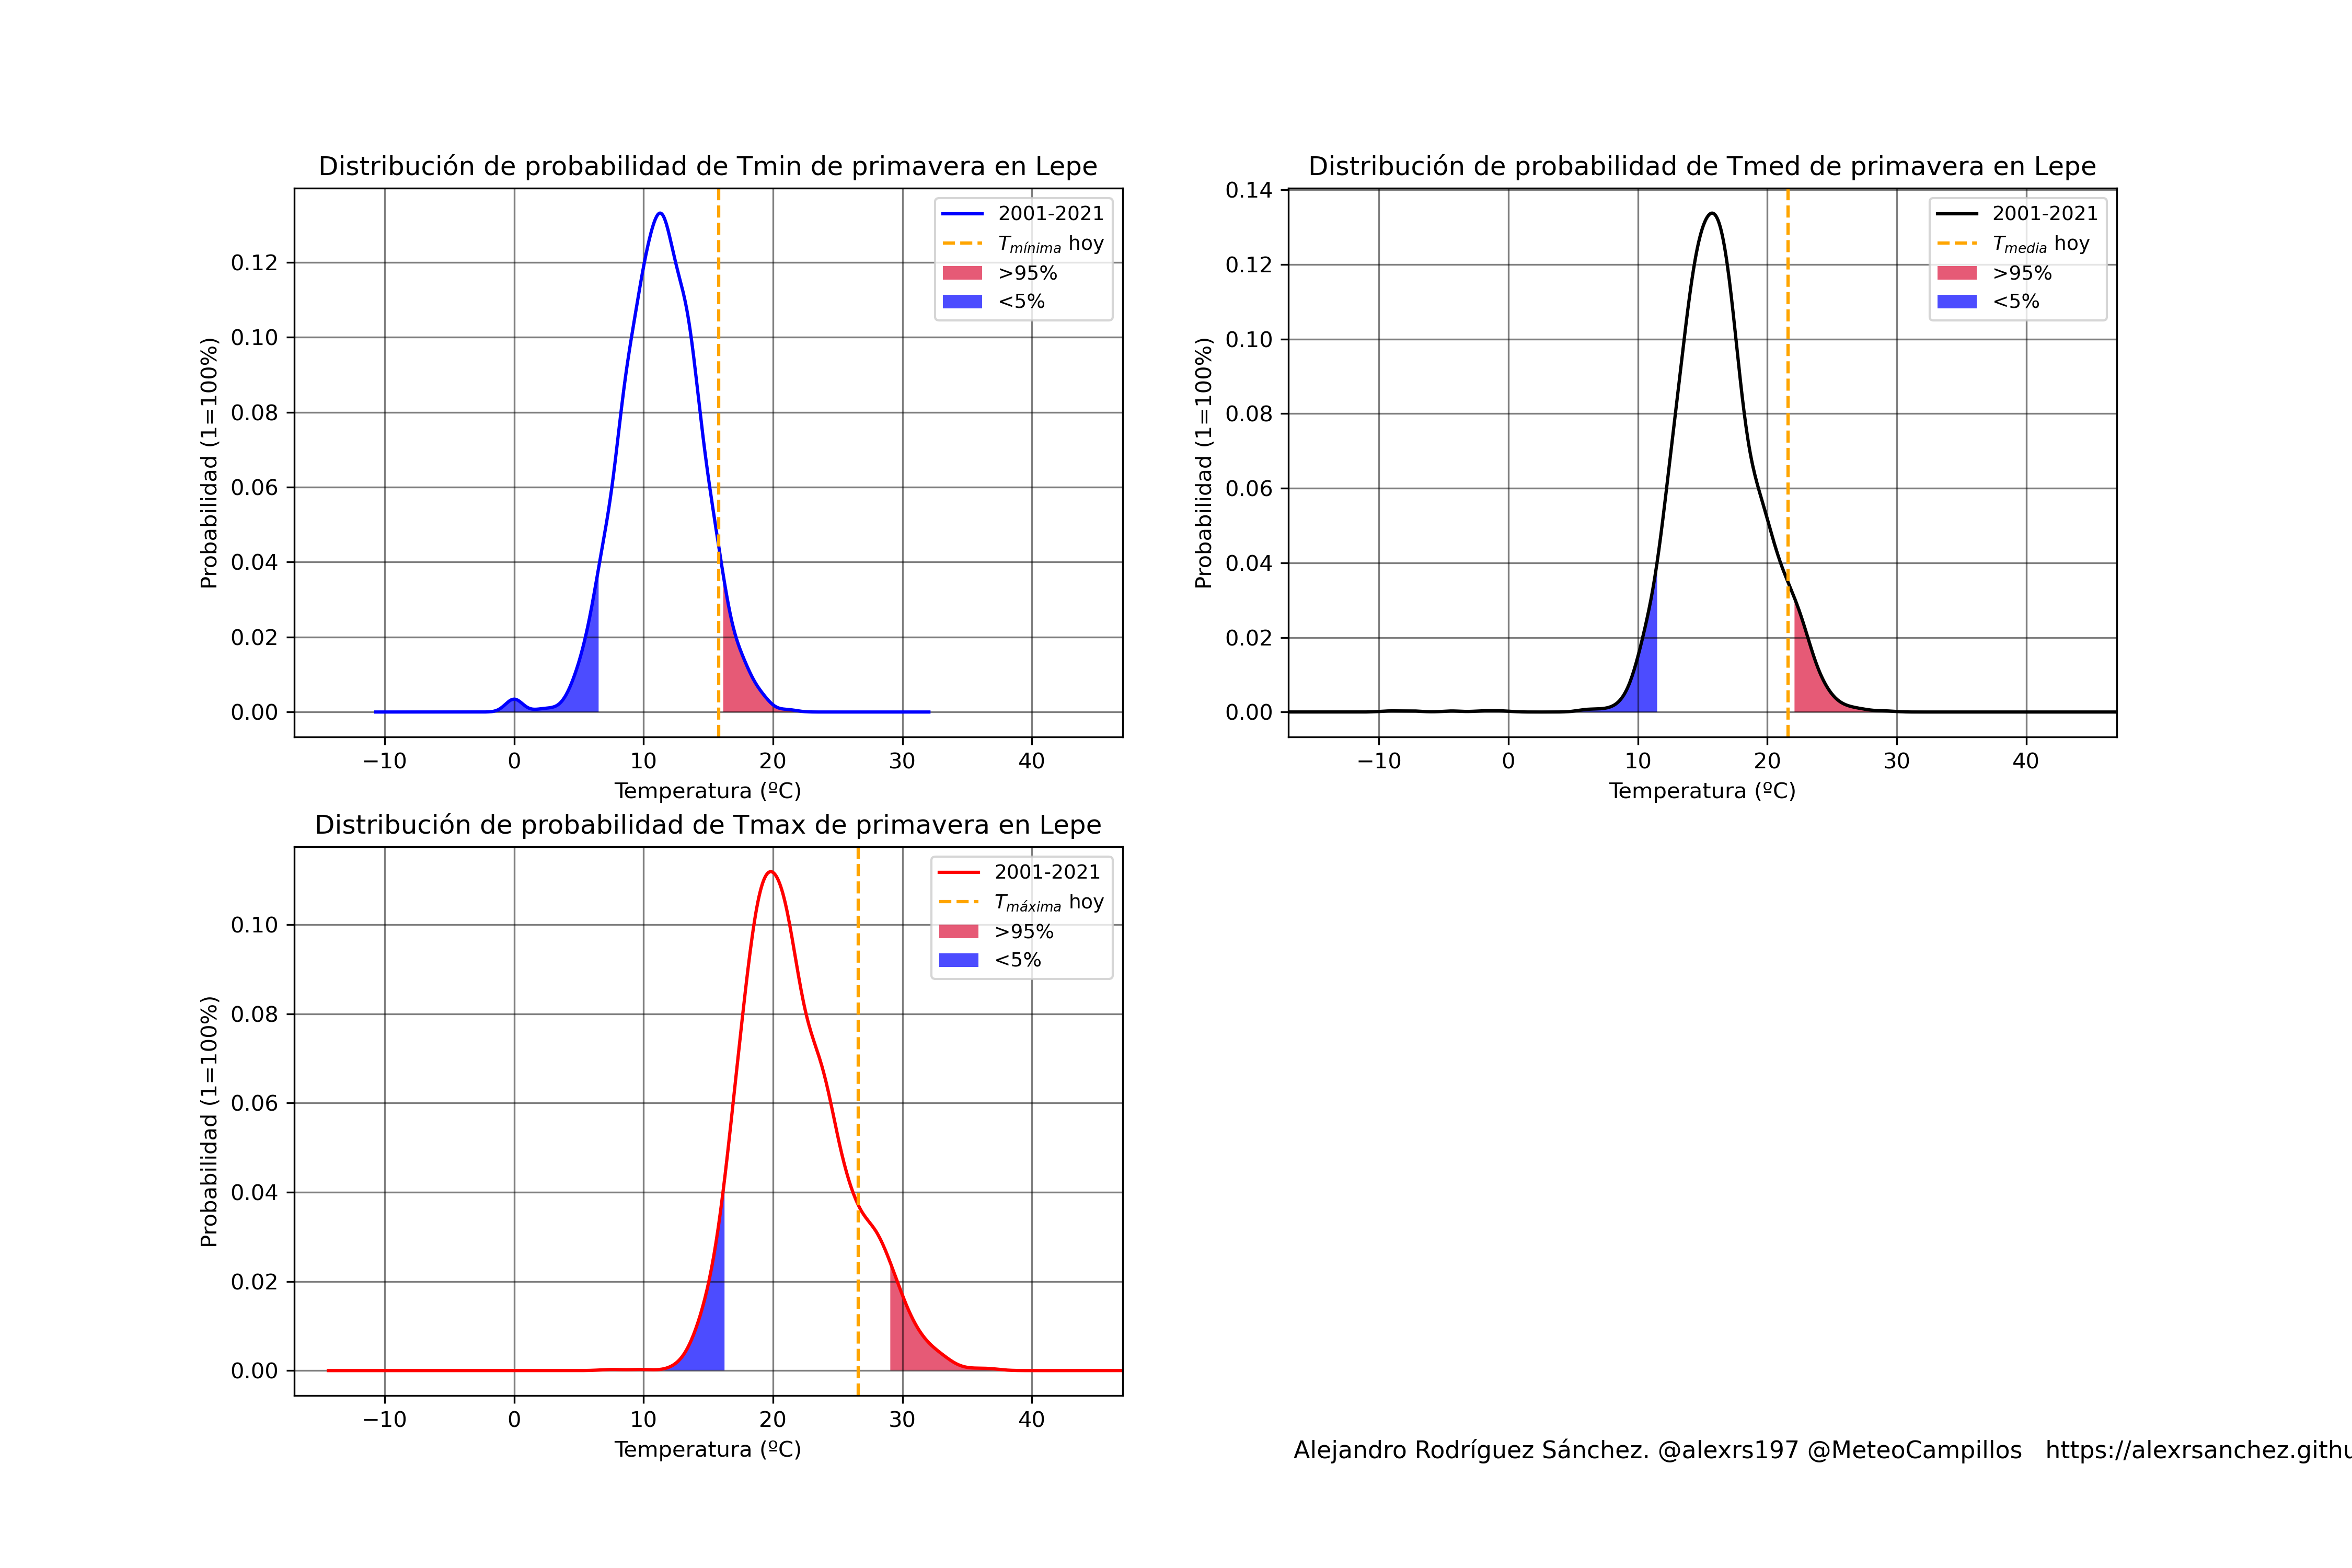 Distribución de probabilidad de Tmin de primavera en Lepe
2001-2021
Tmínima hoy
>95%
<5%
Probabilidad (1=100%)
0.12
0.10
0.08
0.06
0.04
0.02
0.00
−10 0 10 20 30 40
Temperatura (ºC)
Distribución de probabilidad de Tmed de primavera en Lepe
2001-2021
Tmedia hoy
>95%
<5%
Probabilidad (1=100%)
0.14
0.12
0.10
0.08
0.06
0.04
0.02
0.00
−10 0 10 20 30 40
Temperatura (ºC)
Distribución de probabilidad de Tmax de primavera en Lepe
2001-2021
Tmáxima hoy
>95%
<5%
Probabilidad (1=100%)
0.10
0.08
0.06
0.04
0.02
0.00
−10 0 10 20 30 40
Temperatura (ºC)
Alejandro Rodríguez Sánchez. @alexrs197 @MeteoCampillos https://alexrsanchez.githu